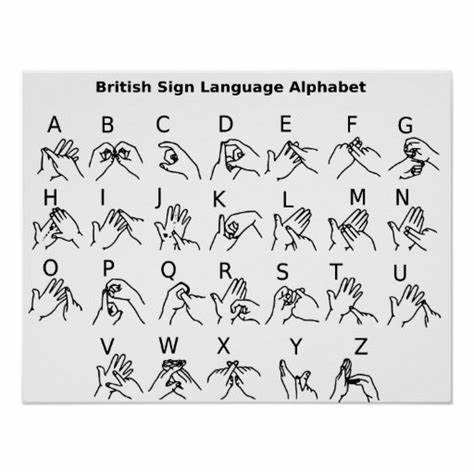 British Sign Language Alphabet
A B C D E F G
H I J K L M N
O P Q R S T U
V W X Y Z